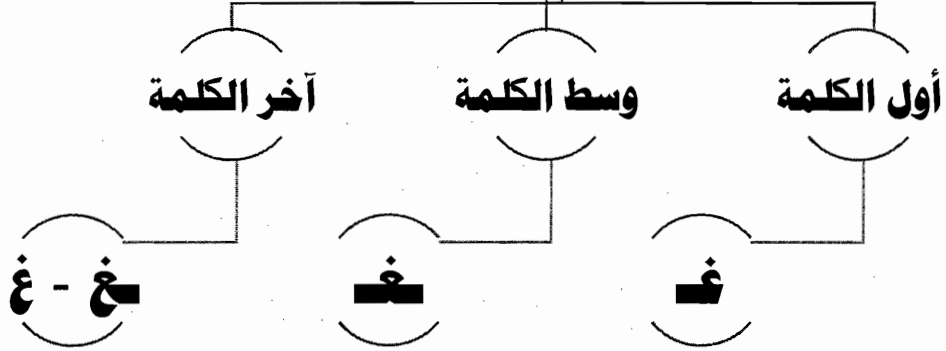 أول الكلمة وسط الكلمة آخر الكلمة
غـ ـغـ ـغ - غ